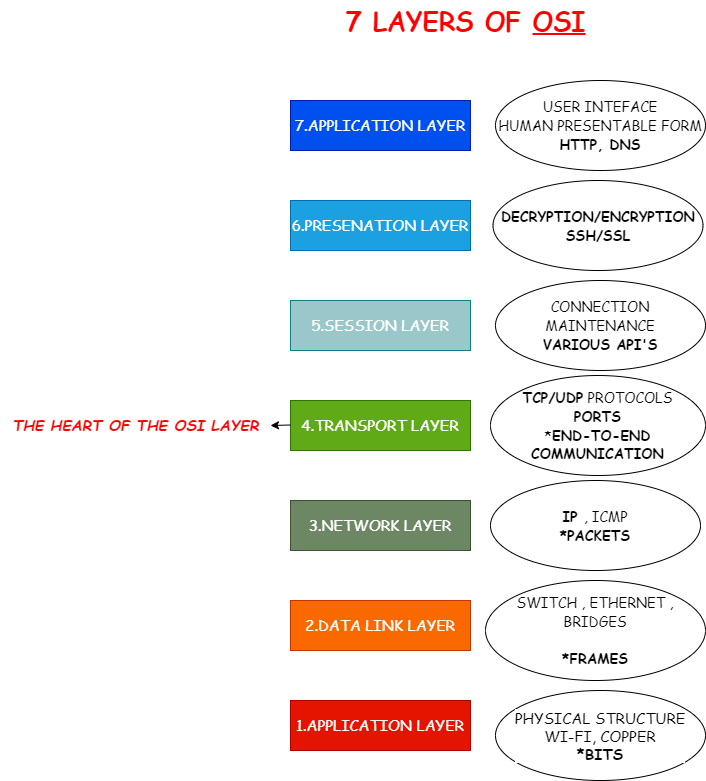 7 LAYERS OF OSI
7.APPLICATION LAYER
USER INTEFACE
HUMAN PRESENTABLE FORM
HTTP, DNS
6.PRESENATION LAYER
DECRYPTION/ENCRYPTION
SSH/SSL
5.SESSION LAYER
CONNECTION
MAINTENANCE
VARIOUS API'S
THE HEART OF THE OSI LAYER
4.TRANSPORT LAYER
TCP/UDP PROTOCOLS
PORTS
*END-TO-END
COMMUNICATION
3.NETWORK LAYER
IP , ICMP
*PACKETS
2.DATA LINK LAYER
SWITCH , ETHERNET ,
BRIDGES
*FRAMES
1.APPLICATION LAYER
PHYSICAL STRUCTURE
WI-FI, COPPER
*BITS